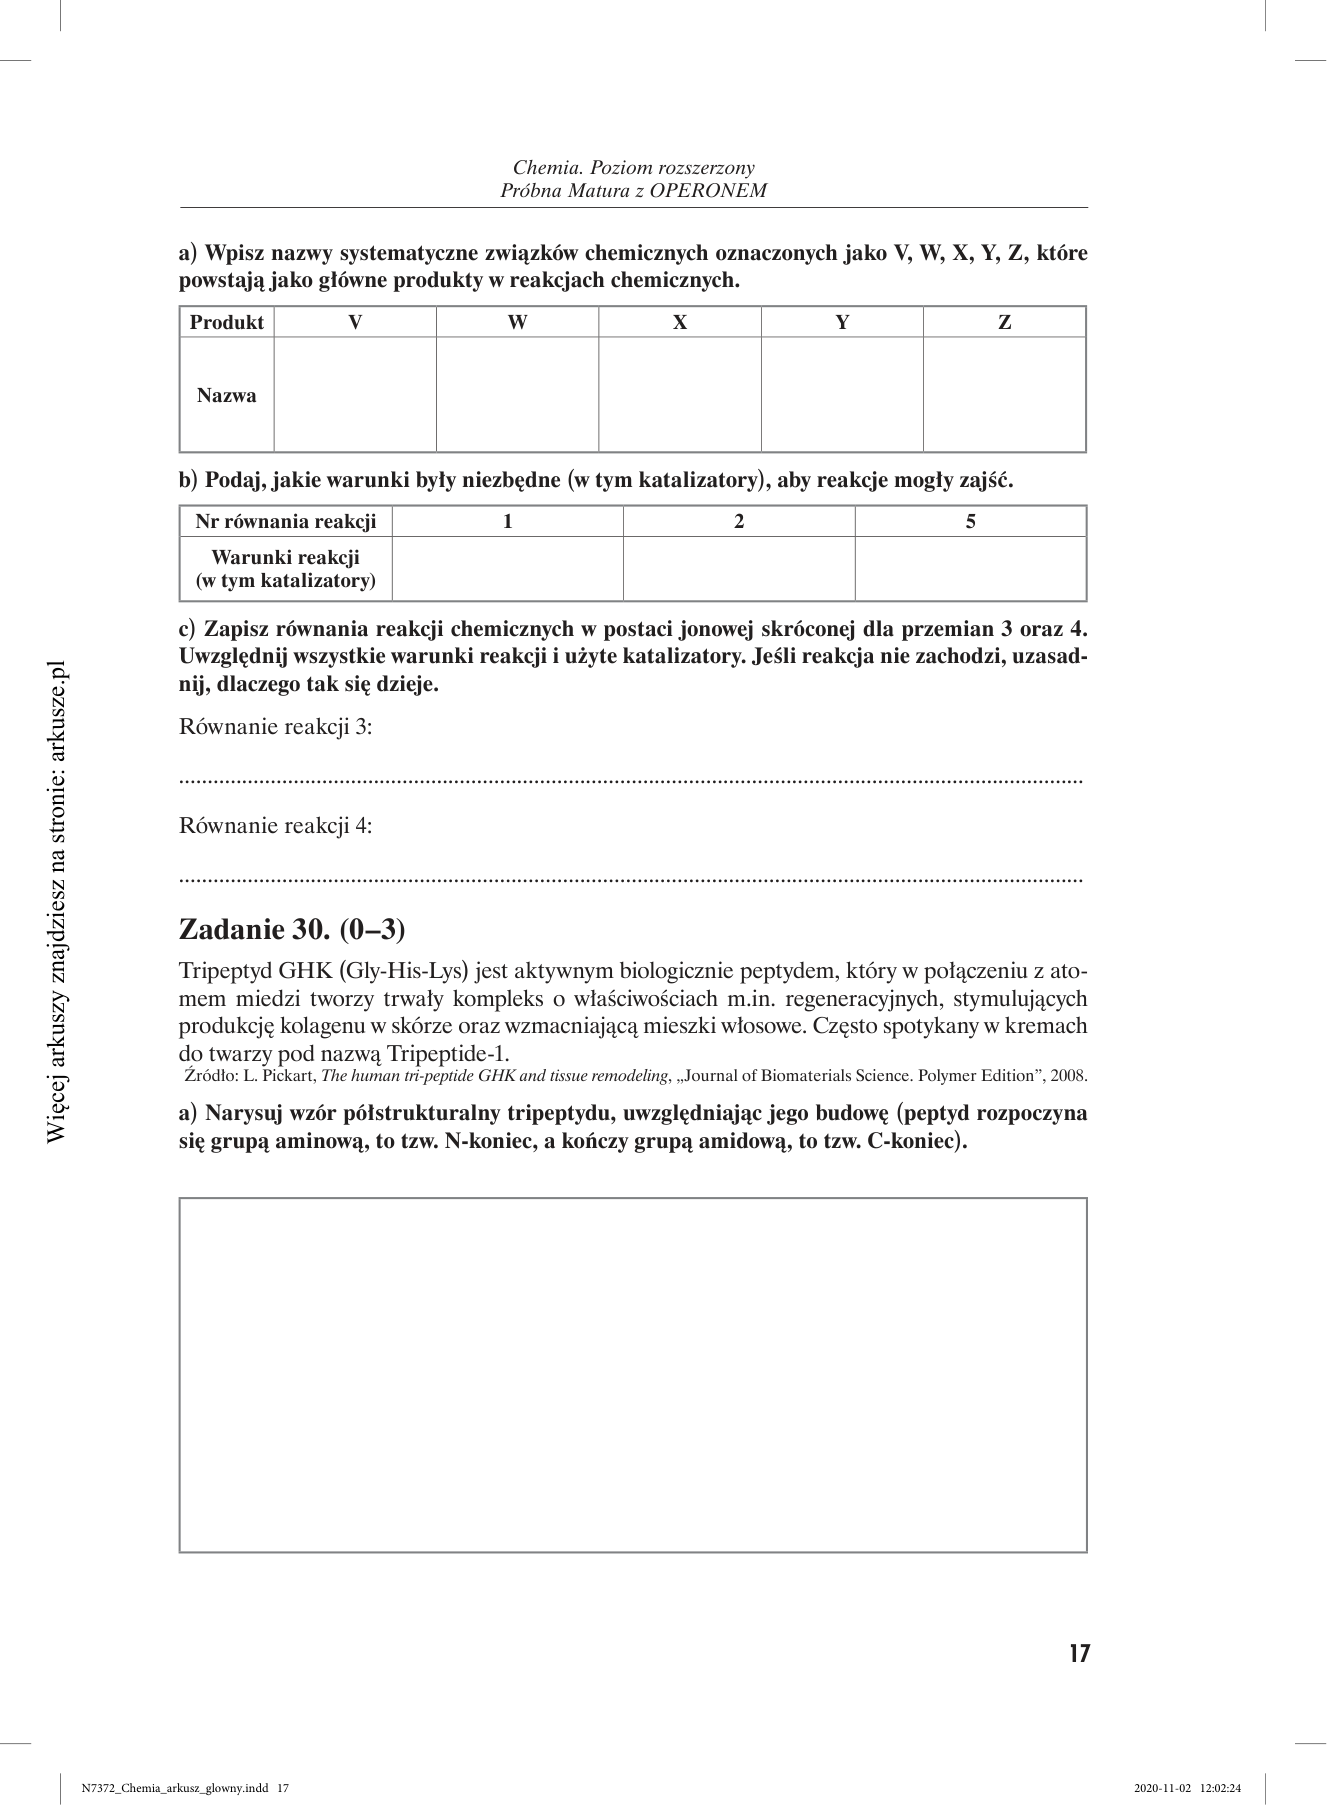 Chemia. Poziom rozszerzony
Próbna Matura z OPERONEM
a) Wpisz nazwy systematyczne związków chemicznych oznaczonych jako V, W, X, Y, Z, które
powstają jako główne produkty w reakcjach chemicznych.
Produkt V W X Y Z
Nazwa
b) Podaj, jakie warunki były niezbędne (w tym katalizatory), aby reakcje mogły zajść.
Nr równania reakcji 1 2 5
Warunki reakcji
(w tym katalizatory)
c) Zapisz równania reakcji chemicznych w postaci jonowej skróconej dla przemian 3 oraz 4.
Uwzględnij wszystkie warunki reakcji i użyte katalizatory. Jeśli reakcja nie zachodzi, uzasad-
nij, dlaczego tak się dzieje.
Równanie reakcji 3:
Równanie reakcji 4:
Zadanie 30. (0–3)
Tripeptyd GHK (Gly-His-Lys) jest aktywnym biologicznie peptydem, który w połączeniu z ato-
mem miedzi tworzy trwały kompleks o właściwościach m.in. regeneracyjnych, stymulujących
produkcję kolagenu w skórze oraz wzmacniającą mieszki włosowe. Często spotykany w kremach
do twarzy pod nazwą Tripeptide-1.
Źródło: L. Pickart, The human tri-peptide GHK and tissue remodeling, „Journal of Biomaterials Science. Polymer Edition”, 2008.
a) Narysuj wzór półstrukturalny tripeptydu, uwzględniając jego budowę (peptyd rozpoczyna
się grupą aminową, to tzw. N-koniec, a kończy grupą amidową, to tzw. C-koniec).
17
Więcej arkuszy znajdziesz na stronie: arkusze.pl
N7372_Chemia_arkusz_glowny.indd 17
2020-11-02 12:02:24